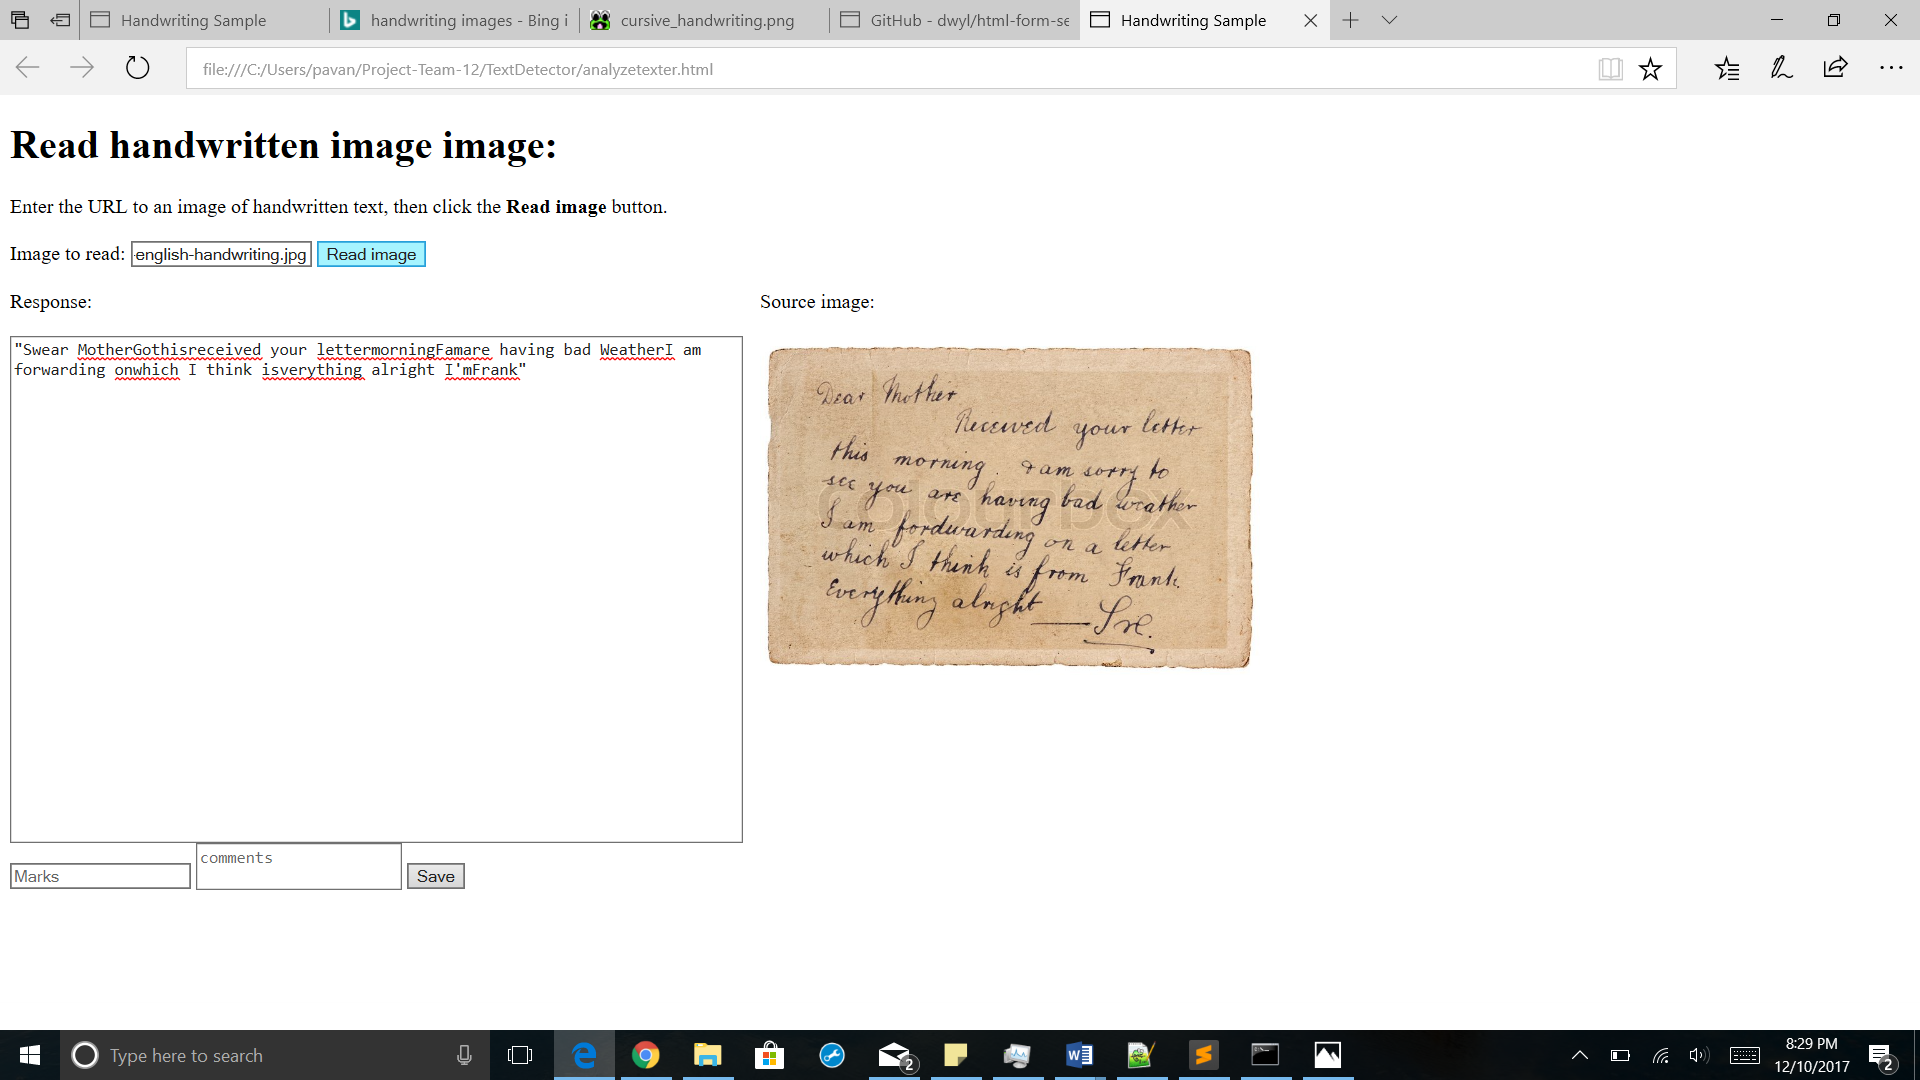 Handwriting Sample
handwriting images - Bing i
cursive_handwriting.png
GitHub - dwyl/html-form-se
Handwriting Sample
file:///C:/Users/pavan/Project-Team-12/TextDetector/analyzetexter.html
Read handwritten image image:
Enter the URL to an image of handwritten text, then click the Read image button.
Image to read: -english-handwriting.jpg Read image
Response:
"Swear MotherGothisreceived your lettermorningFamare having bad WeatherI am
forwarding onwhich I think isverything alright I'mFrank"
Marks
comments
Save
Source image:
Dear Mother
Received your letter
this morning. I am sorry to
see you are having bad weather
I am fordwarding on a letter
which I think is from Frank.
Everything alright
colourbox
Type here to search
2
8:29 PM
12/10/2017
2